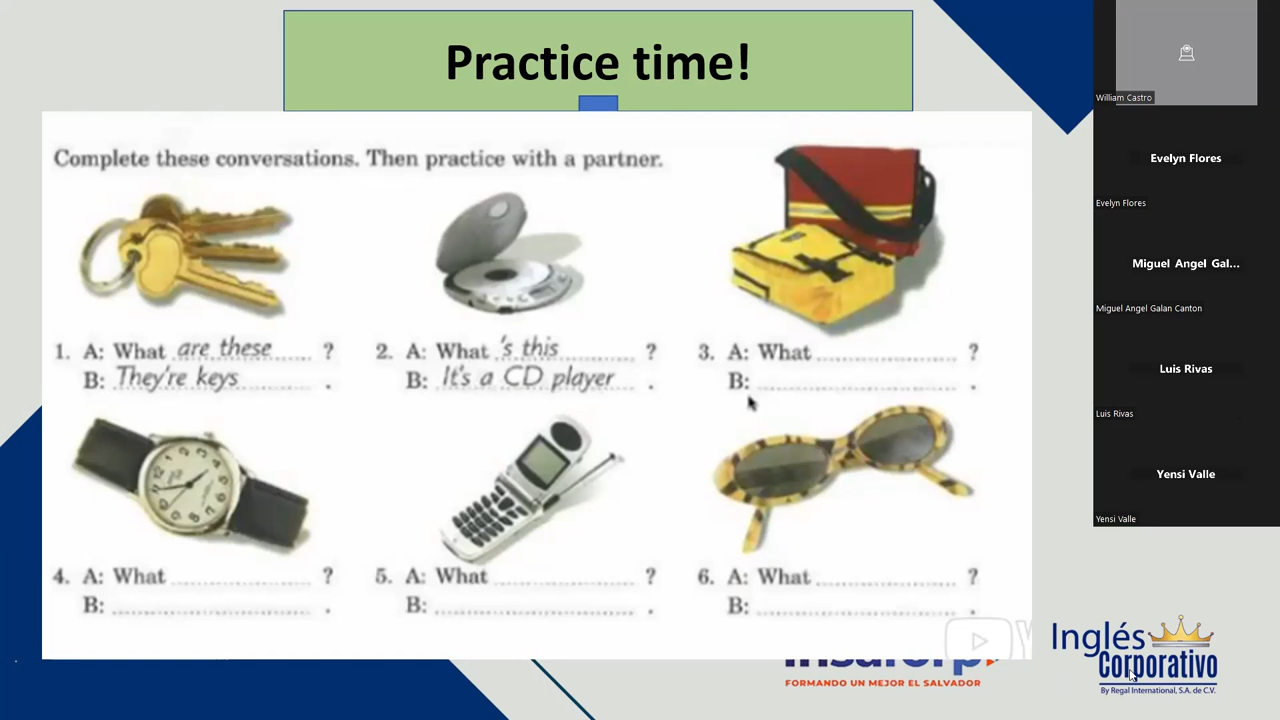 Practice time!
Complete these conversations. Then practice with a partner.
1. A: What are these ?
B: They're keys .
2. A: What 's this ?
B: It's a CD player .
3. A: What ?
B: .
4. A: What ?
B: .
5. A: What ?
B: .
6. A: What ?
B: .
FORMANDO UN MEJOR EL SALVADOR
Inglés
Corporativo
By Regal International, S.A. de C.V.
William Castro
Evelyn Flores
Evelyn Flores
Miguel Angel Gal...
Miguel Angel Galan Canton
Luis Rivas
Luis Rivas
Yensi Valle
Yensi Valle